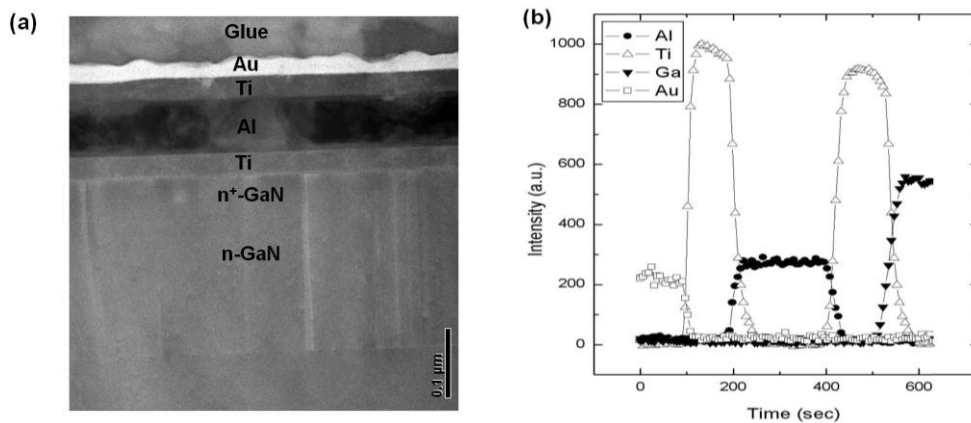 (a)
Glue
Au
Ti
Al
Ti
n⁺-GaN
n-GaN
0.1 µm
(b)
Al
Ti
Ga
Au
1000
800
600
400
200
0
Intensity (a.u.)
0 200 400 600
Time (sec)